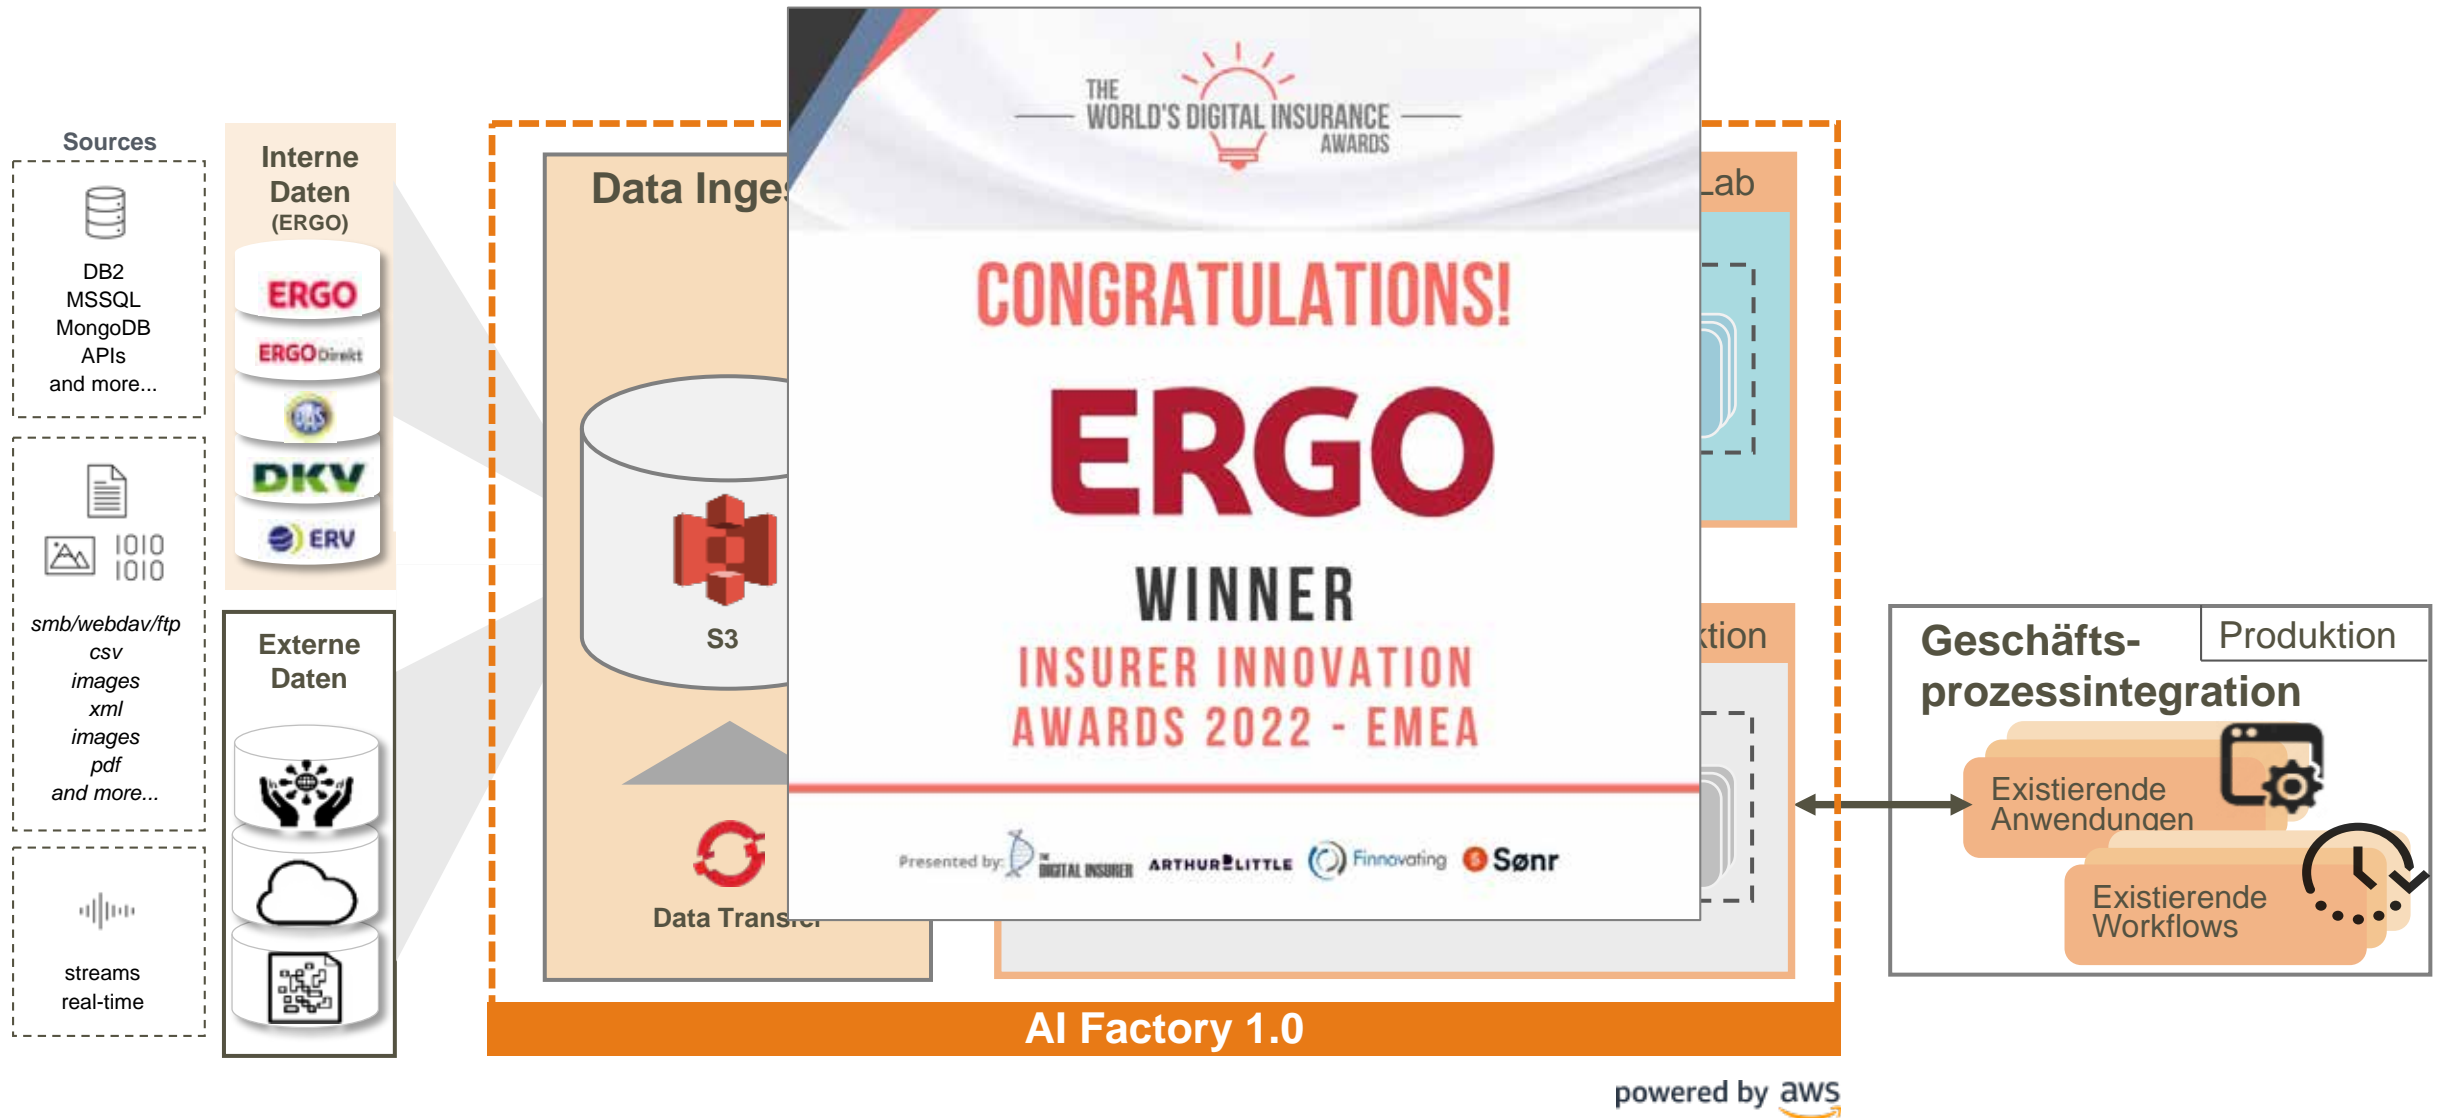 Sources
DB2
MSSQL
MongoDB
APIs
and more...
1010
1010
smb/webdav/ftp
csv
images
xml
images
pdf
and more...
streams
real-time
Interne
Daten
(ERGO)
ERGO
ERGO Direkt
DAS
DKV
ERV
Externe
Daten
Data Inges
S3
Data Transfer
THE
WORLD'S DIGITAL INSURANCE
AWARDS
CONGRATULATIONS!
ERGO
WINNER
INSURER INNOVATION
AWARDS 2022 - EMEA
Presented by:
THE
DIGITAL INSURER
ARTHUR D LITTLE
Finnovating
Sønr
Lab
ktion
Geschäfts-
prozessintegration
Produktion
Existierende
Anwendungen
Existierende
Workflows
AI Factory 1.0
powered by aws